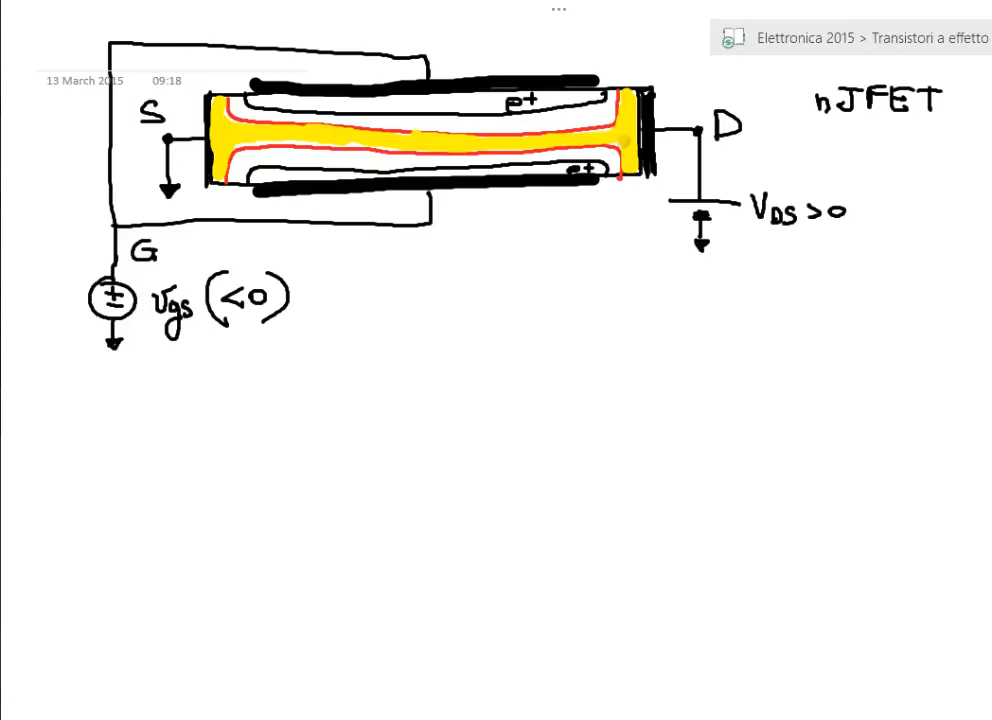 Elettronica 2015 > Transistori a effetto
13 March 2015 09:18
nJFET
S
p+
D
p+
VDS > 0
G
+
vgs (<0)